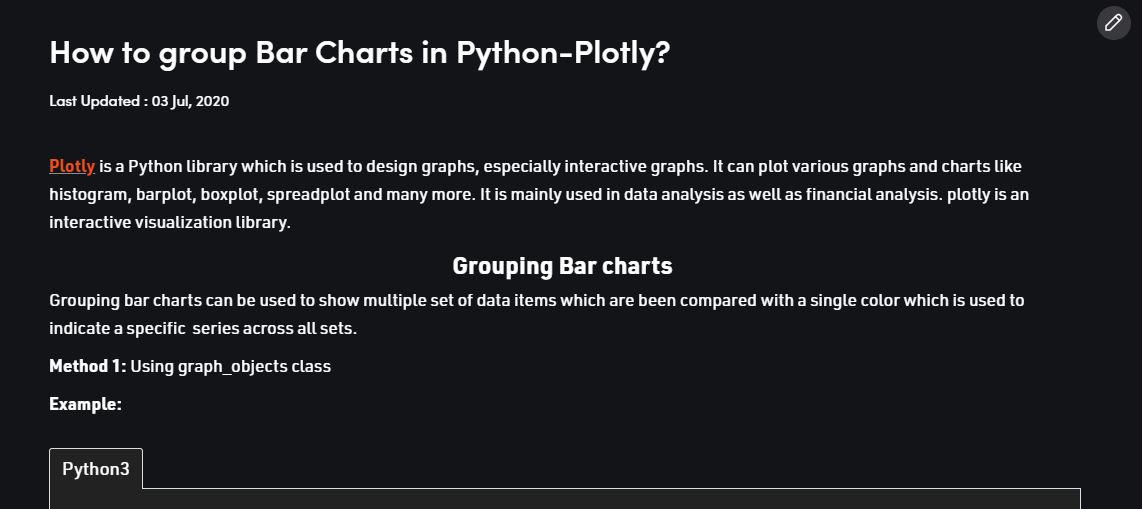 How to group Bar Charts in Python-Plotly?
Last Updated : 03 Jul, 2020
Plotly is a Python library which is used to design graphs, especially interactive graphs. It can plot various graphs and charts like
histogram, barplot, boxplot, spreadplot and many more. It is mainly used in data analysis as well as financial analysis. plotly is an
interactive visualization library.
Grouping Bar charts
Grouping bar charts can be used to show multiple set of data items which are been compared with a single color which is used to
indicate a specific  series across all sets.
Method 1: Using graph_objects class
Example:
Python3